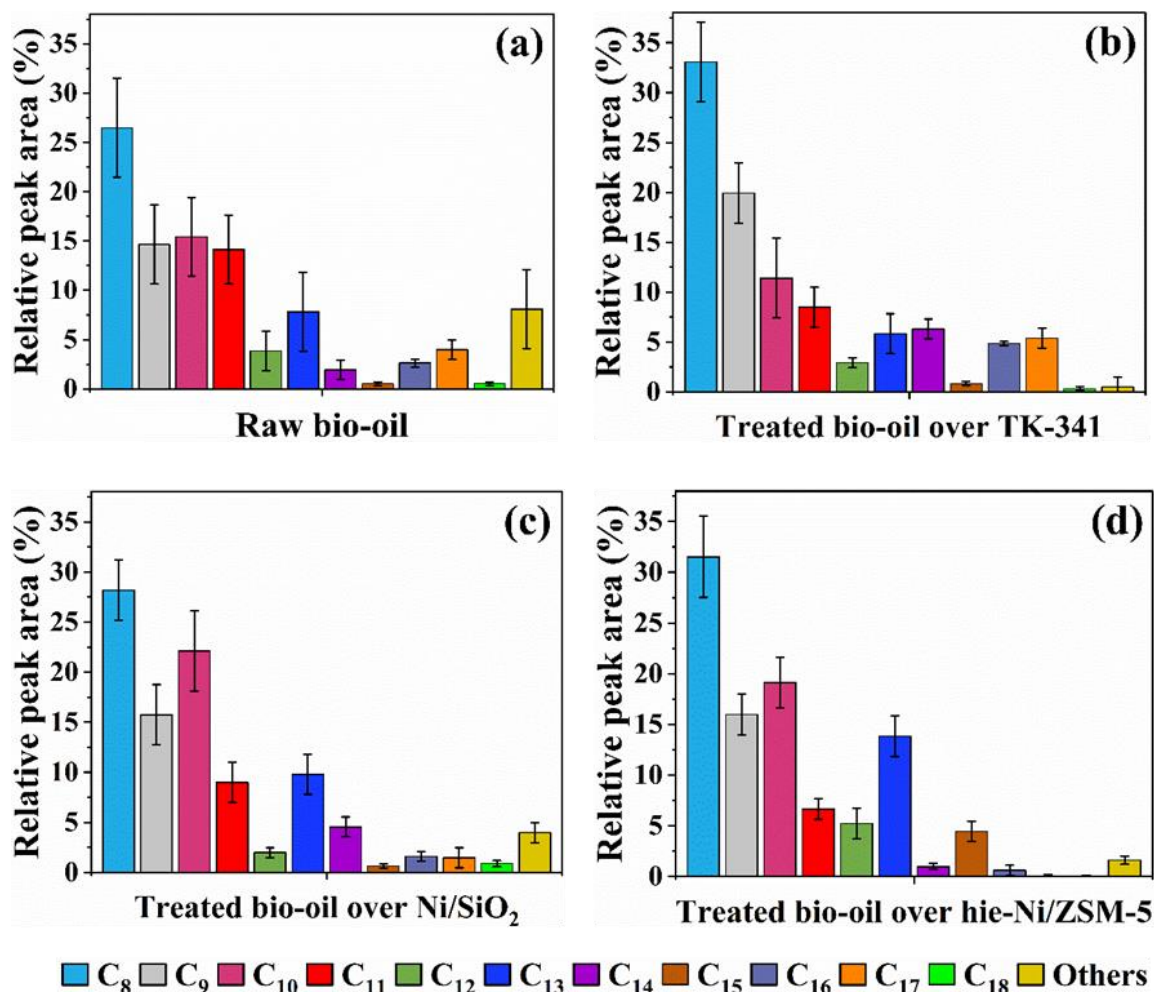 (a)
Relative peak area (%)
35
30
25
20
15
10
5
0
Raw bio-oil
(b)
Relative peak area (%)
35
30
25
20
15
10
5
0
Treated bio-oil over TK-341
(c)
Relative peak area (%)
35
30
25
20
15
10
5
0
Treated bio-oil over Ni/SiO₂
(d)
Relative peak area (%)
35
30
25
20
15
10
5
0
Treated bio-oil over hie-Ni/ZSM-5
C₈ C₉ C₁₀ C₁₁ C₁₂ C₁₃ C₁₄ C₁₅ C₁₆ C₁₇ C₁₈ Others